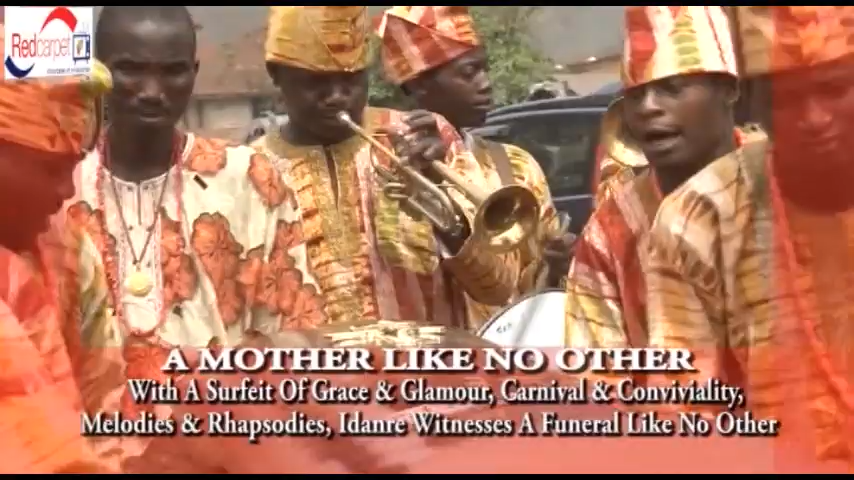 Redcarpet
A MOTHER LIKE NO OTHER
With A Surfeit Of Grace & Glamour, Carnival & Conviviality,
Melodies & Rhapsodies, Idanre Witnesses A Funeral Like No Other